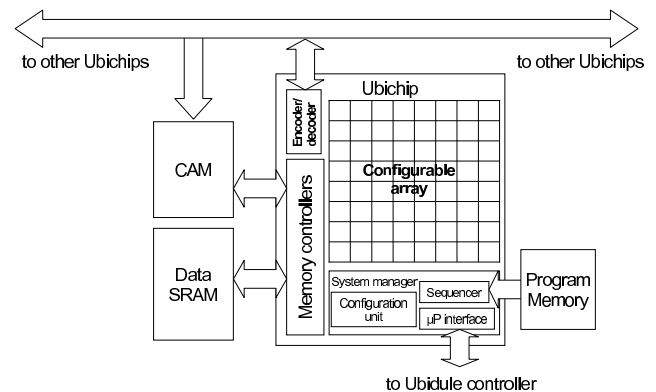 to other Ubichips
to other Ubichips
Ubichip
Encoder/
decoder
CAM
Configurable
array
Memory controllers
Data
SRAM
System manager
Sequencer
Configuration
unit
µP interface
Program
Memory
to Ubidule controller